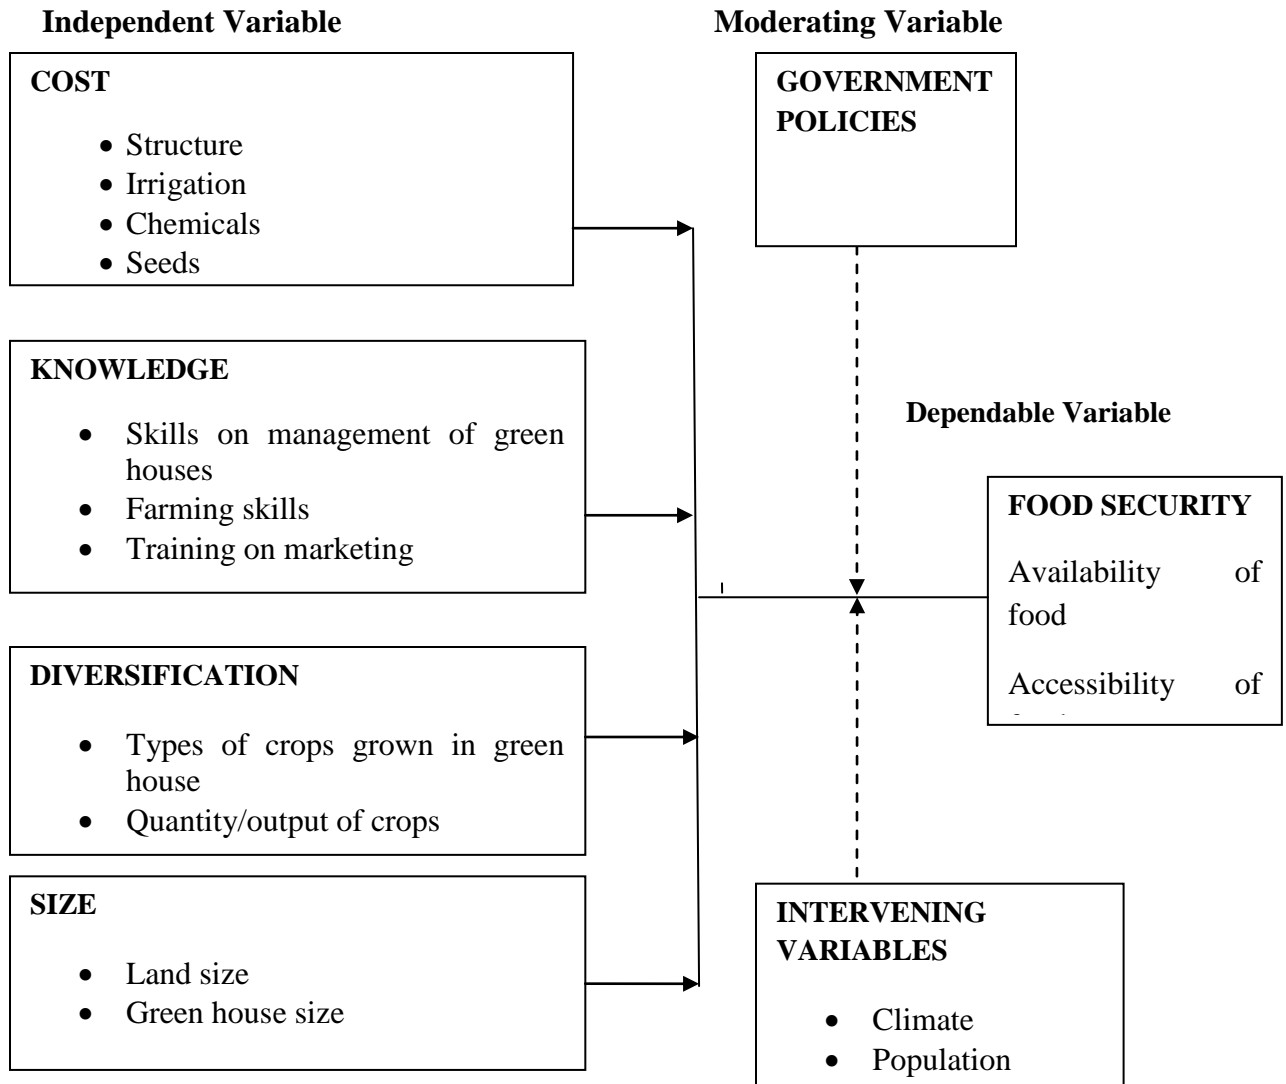 Independent Variable
COST
• Structure
• Irrigation
• Chemicals
• Seeds
KNOWLEDGE
• Skills on management of green
houses
• Farming skills
• Training on marketing
DIVERSIFICATION
• Types of crops grown in green
house
• Quantity/output of crops
SIZE
• Land size
• Green house size
Moderating Variable
GOVERNMENT
POLICIES
Dependable Variable
FOOD SECURITY
Availability of
food
Accessibility of
INTERVENING
VARIABLES
• Climate
• Population